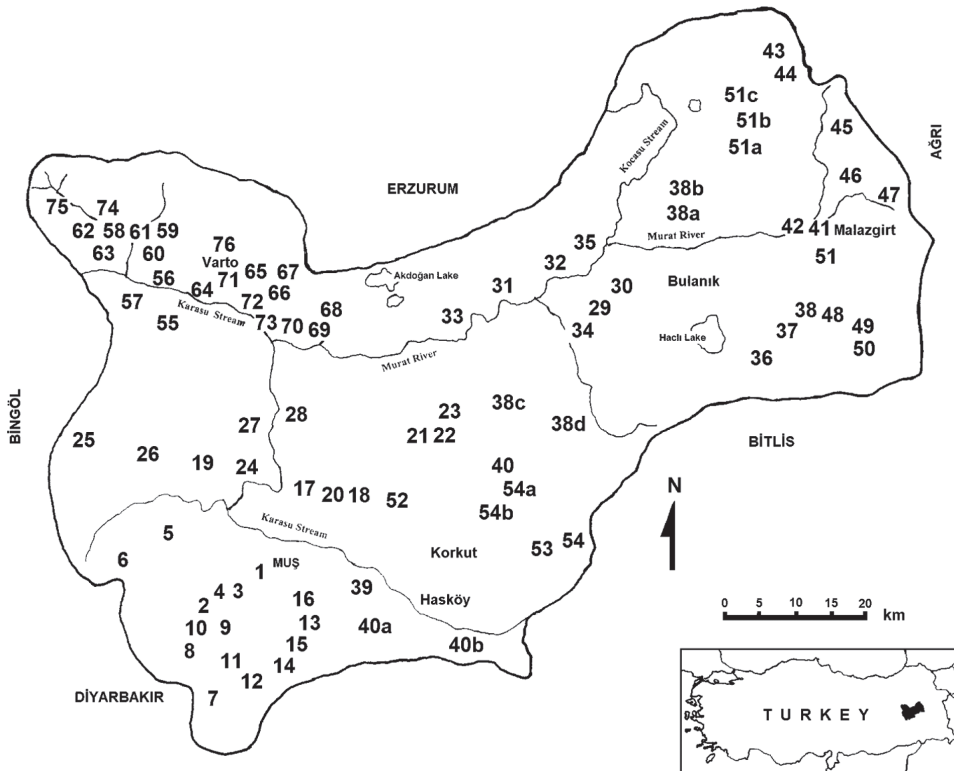 43
44
51c
51b
51a
45
AĞRI
Kocasu Stream
ERZURUM
46
47
38b
38a
75
74
62
58
61
59
42
41
Malazgirt
Murat River
63
60
76
Varto
35
51
56
71
65
67
Akdoğan Lake
32
30
Bulanık
64
72
66
31
57
Karasu Stream
55
73
70
69
68
33
29
34
38
48
49
37
50
36
Haclı Lake
Murat River
BİNGÖL
28
27
23
38c
38d
BİTLİS
25
26
19
24
21
22
40
17
20
18
52
54a
54b
N
5
Karasu Stream
53
54
Korkut
6
1
MUŞ
39
Hasköy
4
3
2
16
10
9
13
40a
8
15
40b
11
14
12
7
DİYARBAKIR
0
5
10
20
km
TURKEY